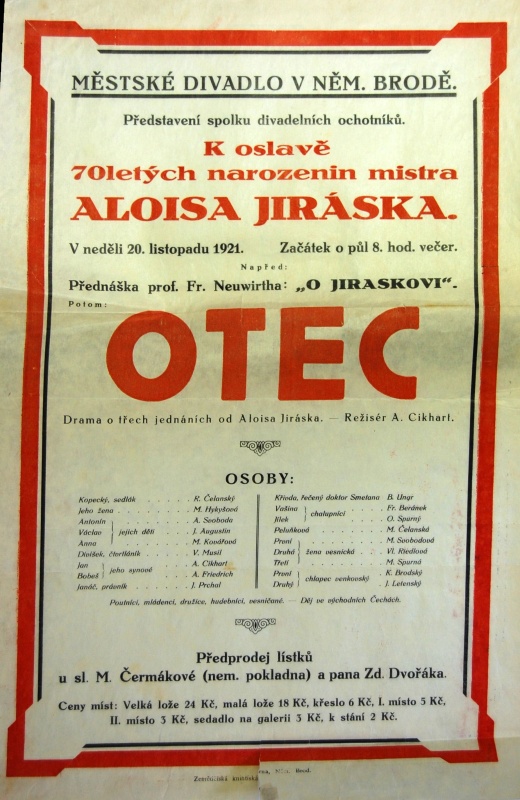 MĚSTSKÉ DIVADLO V NĚM. BRODĚ.
Představení spolku divadelních ochotníků.
K oslavě
70letých narozenin mistra
ALOISA JIRÁSKA.
V neděli 20. listopadu 1921. Začátek o půl 8. hod. večer.
Napřed:
Přednáška prof. Fr. Neuwirtha: „O JIRASKOVI“.
Potom:
OTEC
Drama o třech jednáních od Aloisa Jiráska. — Režisér A. Cikhart.
OSOBY:
Kopecký, sedlák . . . . . R. Čelanský
Jeho žena . . . . . M. Hykyšová
Antonín . . . A. Svoboda
Václav } jejich děti . . J. Augustin
Anna . . . M. Kovářová
Divíšek, čtvrtláník . . . . V. Musil
Jan } jeho synové . . . A. Cikhart
Bobeš . . . A. Friedrich
Janáč, právník . . . . . J. Prchal
Křivda, řečený doktor Smetana B. Ungr
Vašina } chalupníci . . . Fr. Beránek
Jílek . . . O. Spurný
Peluňková . . . . . M. Čelanská
První . . . M. Svobodová
Druhá } žena vesnická . . Vl. Riedlová
Třetí . . . M. Spurná
První } chlapec venkovský . K. Brodský
Druhý . J. Letenský
Poutníci, mládenci, družice, hudebníci, vesničané. — Děj ve východních Čechách.
Předprodej lístků
u sl. M. Čermákové (nem. pokladna) a pana Zd. Dvořáka.
Ceny míst: Velká lože 24 Kč, malá lože 18 Kč, křeslo 6 Kč, I. místo 5 Kč,
II. místo 3 Kč, sedadlo na galerii 3 Kč, k stání 2 Kč.
Něm. Brod.